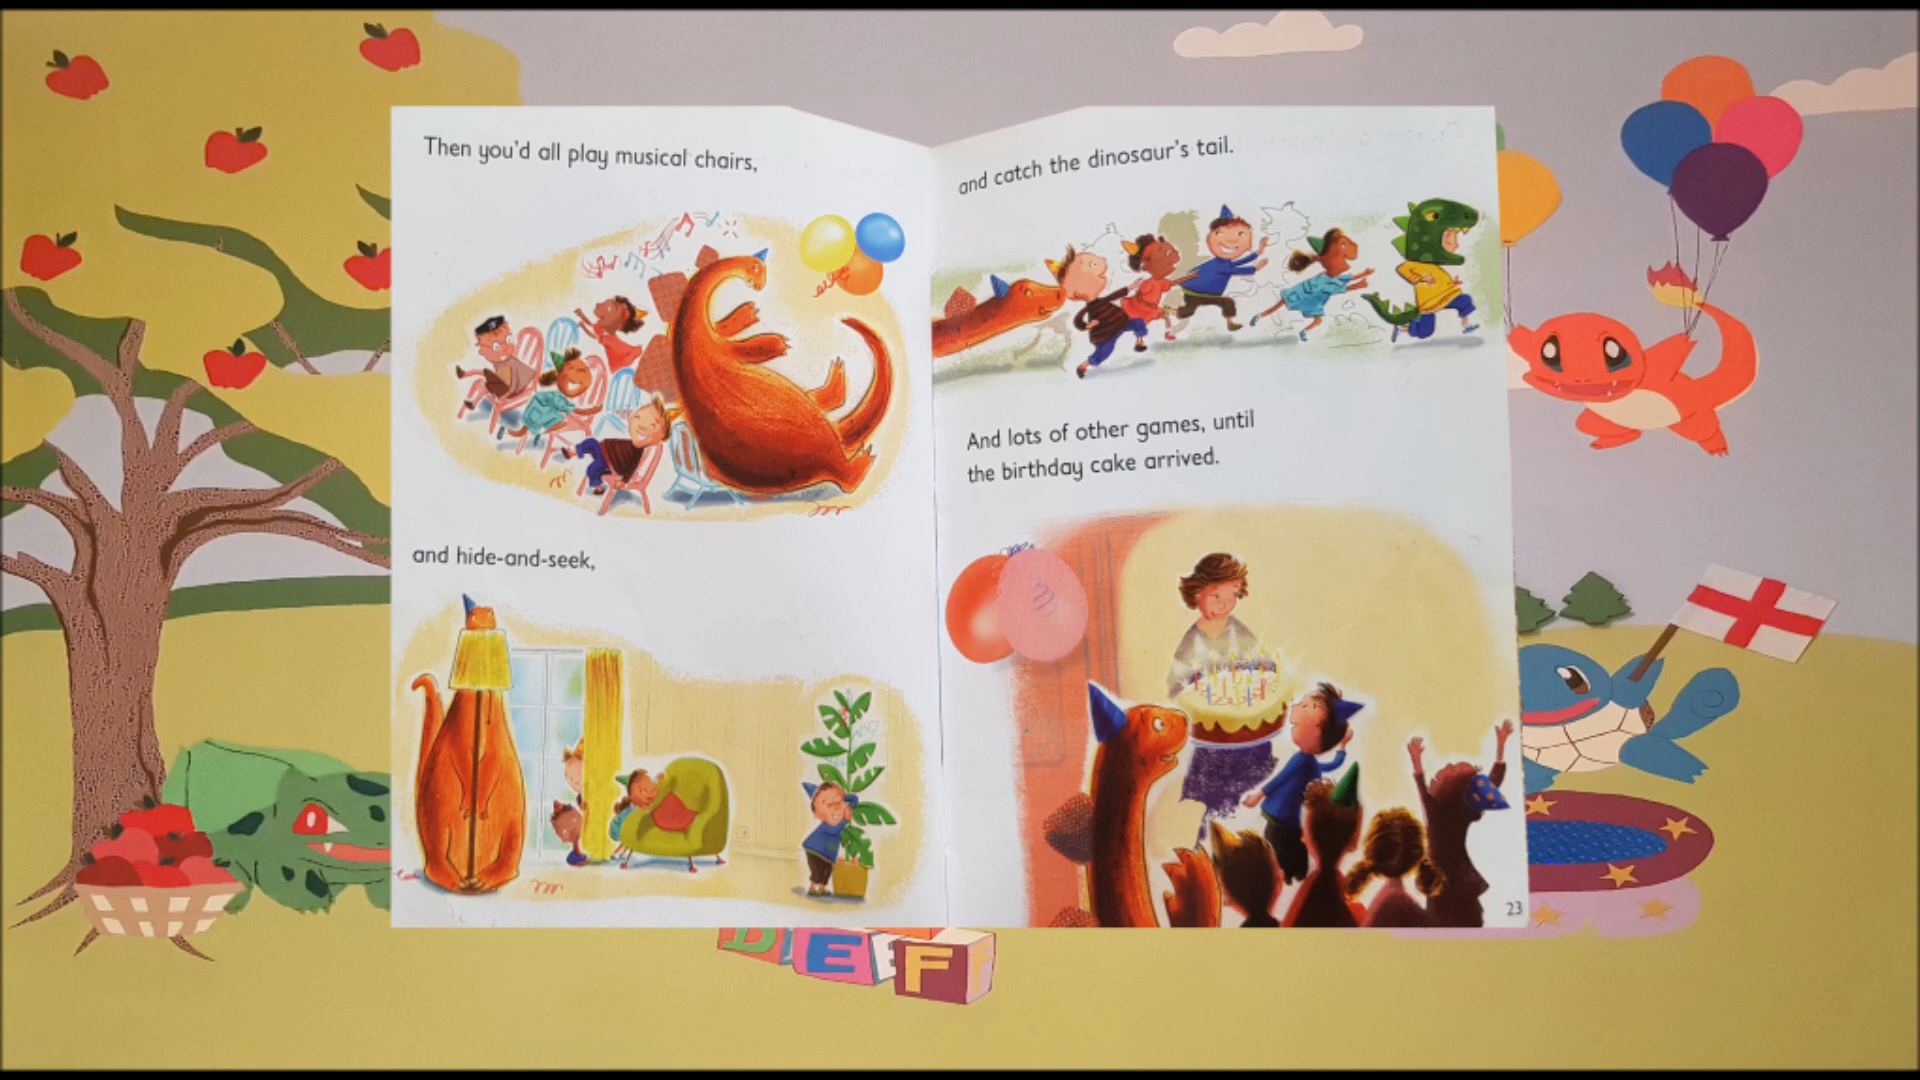 Then you'd all play musical chairs,
and hide-and-seek,
and catch the dinosaur's tail.
And lots of other games, until
the birthday cake arrived.
23
D E F